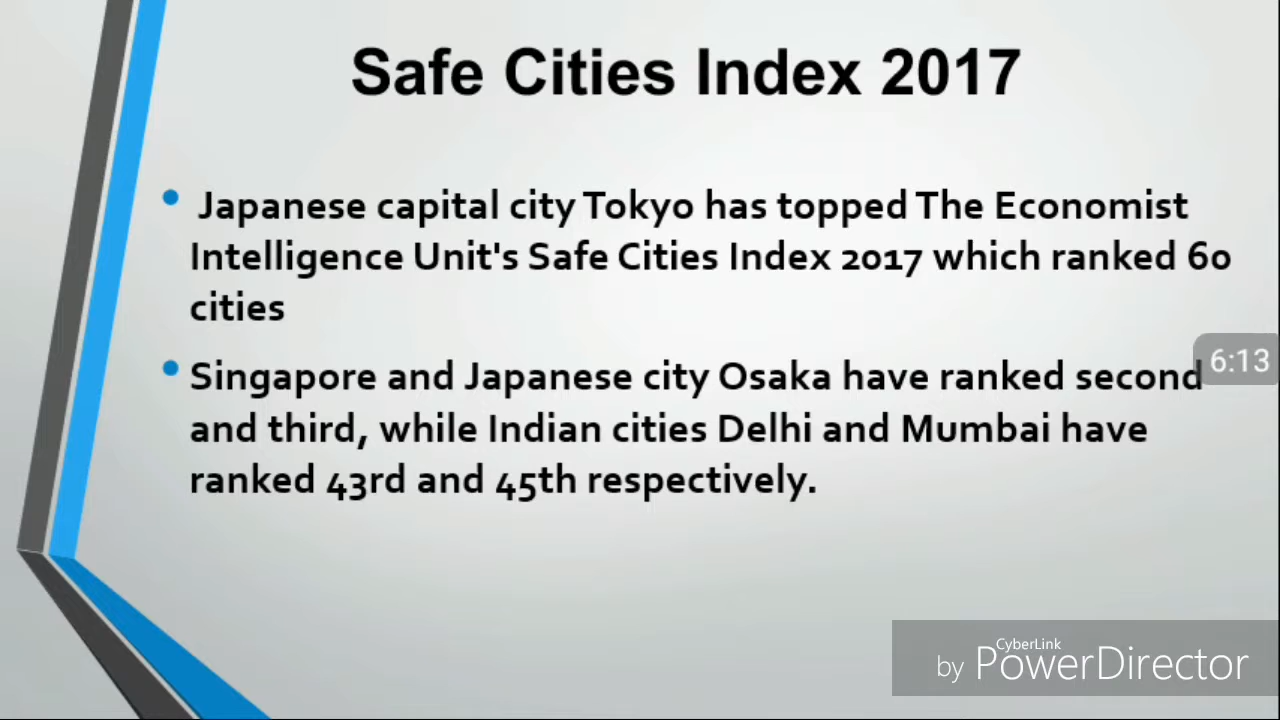 Safe Cities Index 2017
• Japanese capital city Tokyo has topped The Economist
Intelligence Unit's Safe Cities Index 2017 which ranked 60
cities
• Singapore and Japanese city Osaka have ranked second
and third, while Indian cities Delhi and Mumbai have
ranked 43rd and 45th respectively.
6:13
CyberLink
by PowerDirector